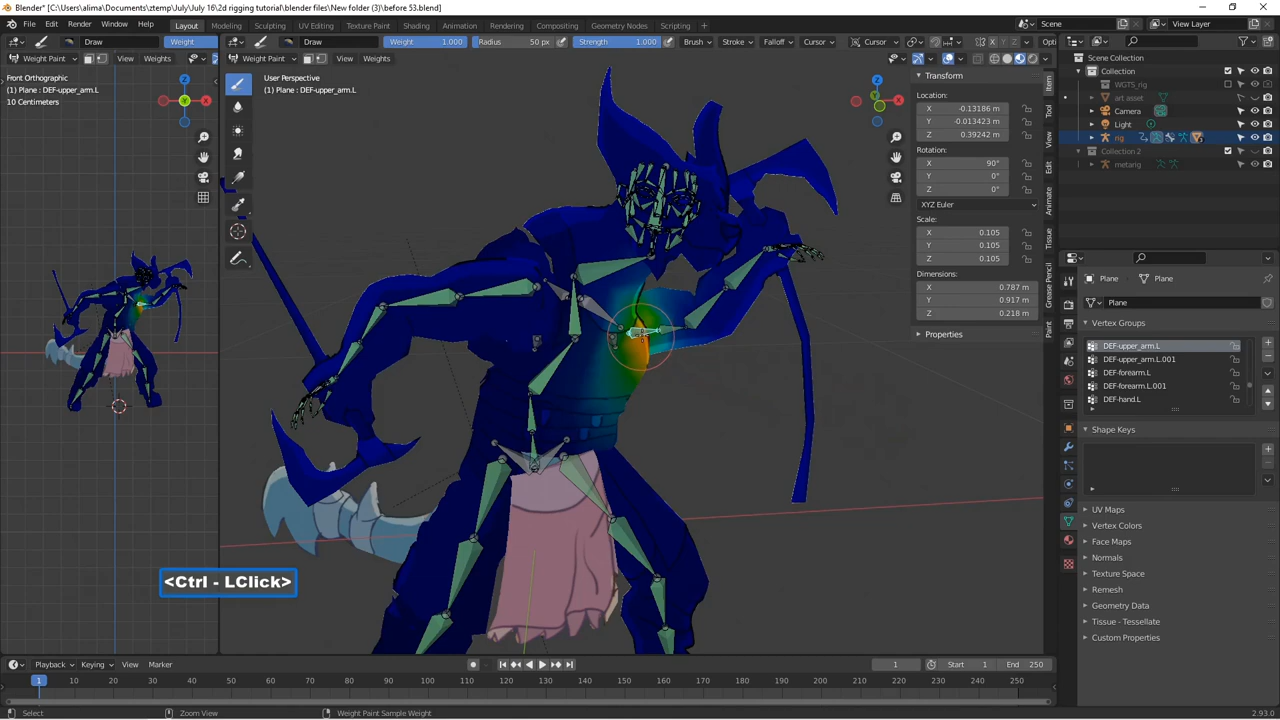 Blender* [C:\Users\alima\Documents\ztemp\July\July 16\2d rigging tutorial\blender files\New folder (3)\before 53.blend]
File Edit Render Window Help Layout Modeling Sculpting UV Editing Texture Paint Shading Animation Rendering Compositing Geometry Nodes Scripting + Scene View Layer
Draw Weight Draw Weight 1.000 Radius 50 px Strength 1.000 Brush Stroke Falloff Cursor Cursor X Opti
Weight Paint View Weights Weight Paint View Weights
Front Orthographic
(1) Plane : DEF-upper_arm.L
10 Centimeters
User Perspective
(1) Plane : DEF-upper_arm.L
<Ctrl - LClick>
Transform
Location:
X -0.13186 m
Y -0.013423 m
Z 0.39242 m
Rotation:
X 90°
Y 0°
Z 0°
XYZ Euler
Scale:
X 0.105
Y 0.105
Z 0.105
Dimensions:
X 0.787 m
Y 0.917 m
Z 0.218 m
Properties
Item
Tool
View
Edit
Animate
Tissue
Grease Pencil
Paint
Scene Collection
Collection
WGTS_rig
art asset
Camera
Light
rig
Collection 2
metarig
Plane Plane
Plane
Vertex Groups
DEF-upper_arm.L
DEF-upper_arm.L.001
DEF-forearm.L
DEF-forearm.L.001
DEF-hand.L
Shape Keys
UV Maps
Vertex Colors
Face Maps
Normals
Texture Space
Remesh
Geometry Data
Tissue - Tessellate
Custom Properties
Playback Keying View Marker 1 Start 1 End 250
1 10 20 30 40 50 60 70 80 90 100 110 120 130 140 150 160 170 180 190 200 210 220 230 240 250
Select Zoom View Weight Paint Sample Weight 2.93.0